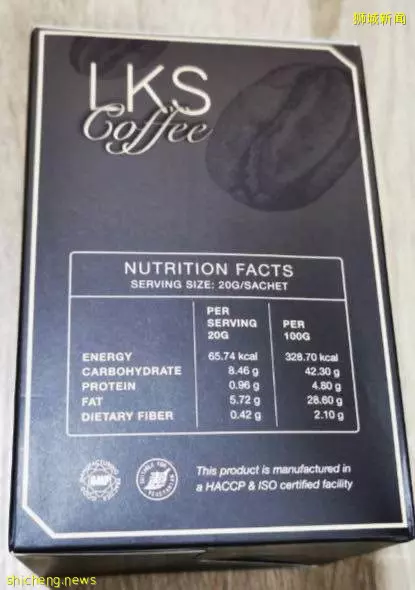 狮城新闻
LKS
Coffee
NUTRITION FACTS
SERVING SIZE: 20G/SACHET
PER SERVING 20G PER 100G
ENERGY 65.74 kcal 328.70 kcal
CARBOHYDRATE 8.46 g 42.30 g
PROTEIN 0.96 g 4.80 g
FAT 5.72 g 28.60 g
DIETARY FIBER 0.42 g 2.10 g
GMP
This product is manufactured in
a HACCP & ISO certified facility
shicheng.news